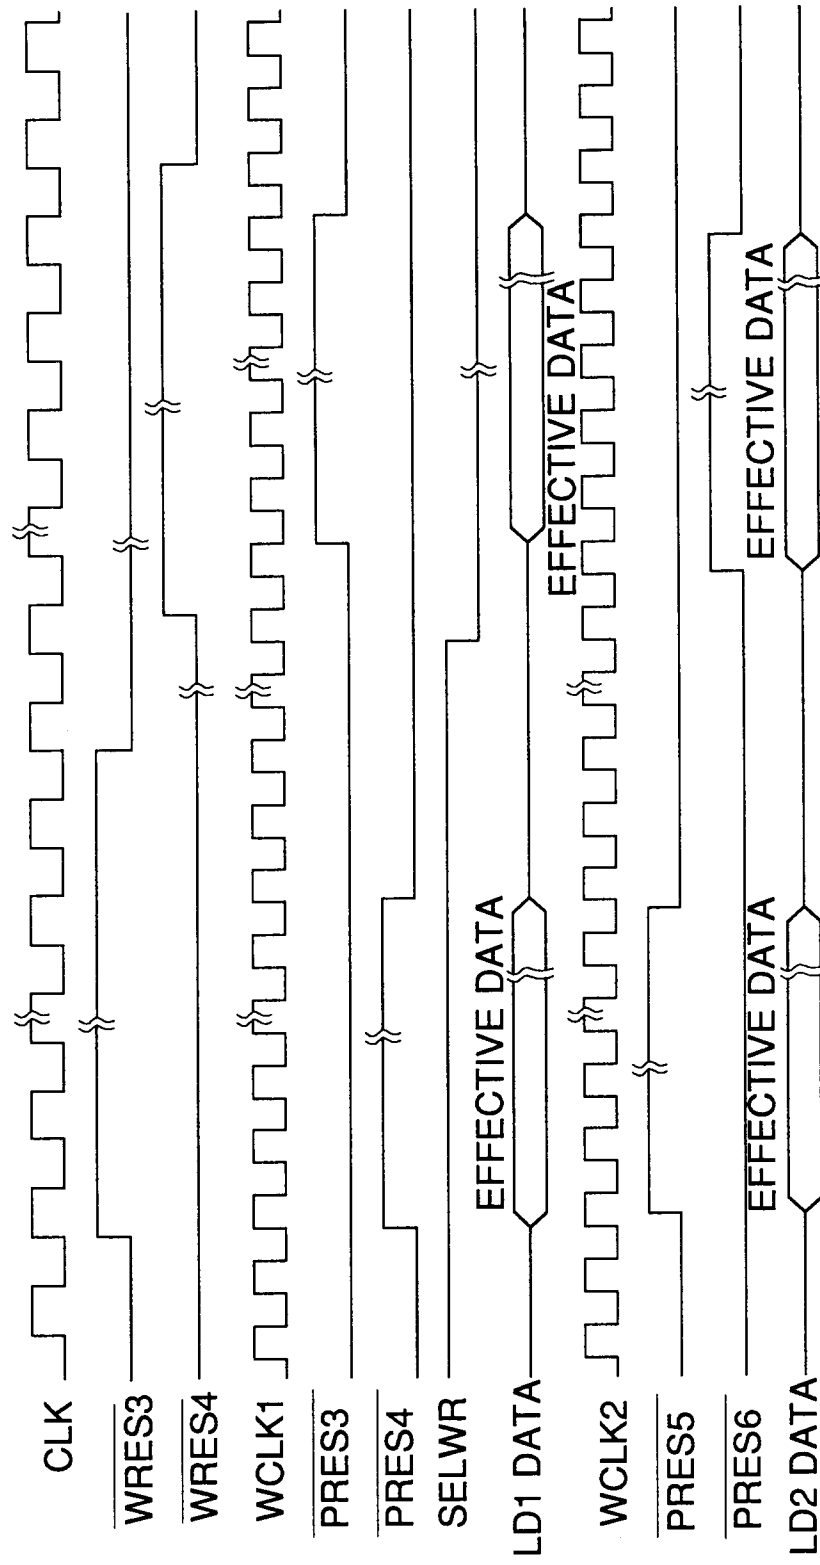 CLK
WRES3
WRES4
WCLK1
PRES3
PRES4
SELWR
EFFECTIVE DATA
EFFECTIVE DATA
LD1 DATA
WCLK2
PRES5
PRES6
EFFECTIVE DATA
EFFECTIVE DATA
LD2 DATA